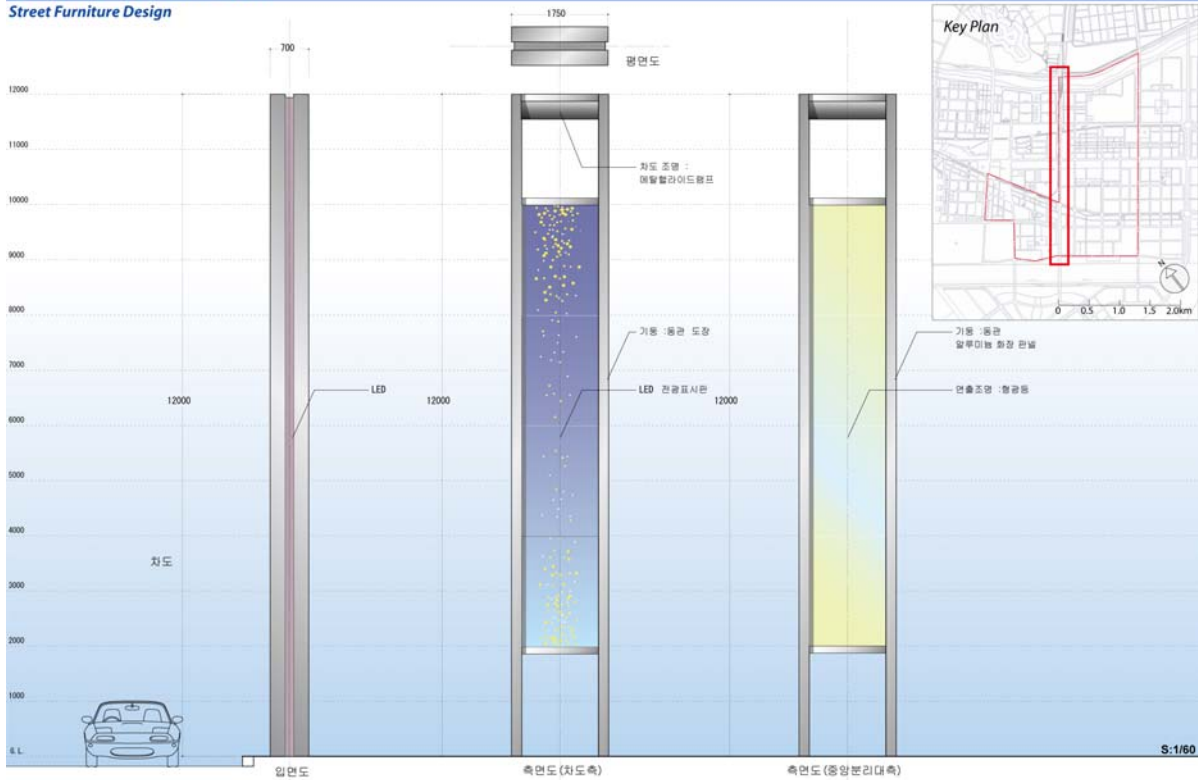 Street Furniture Design
1750
700
평면도
Key Plan
N
0 0.5 1.0 1.5 2.0km
12000
11000
10000
9000
8000
7000
6000
5000
4000
3000
2000
1000
G.L.
차도 조명 :
메탈헬라이드램프
기둥 :동관 도장
LED 전광표시판
기둥 :동관
알루미늄 화장 판넬
연출조명 :형광등
LED
12000
12000
12000
차도
입면도
측면도(차도측)
측면도(중앙분리대측)
S:1/60